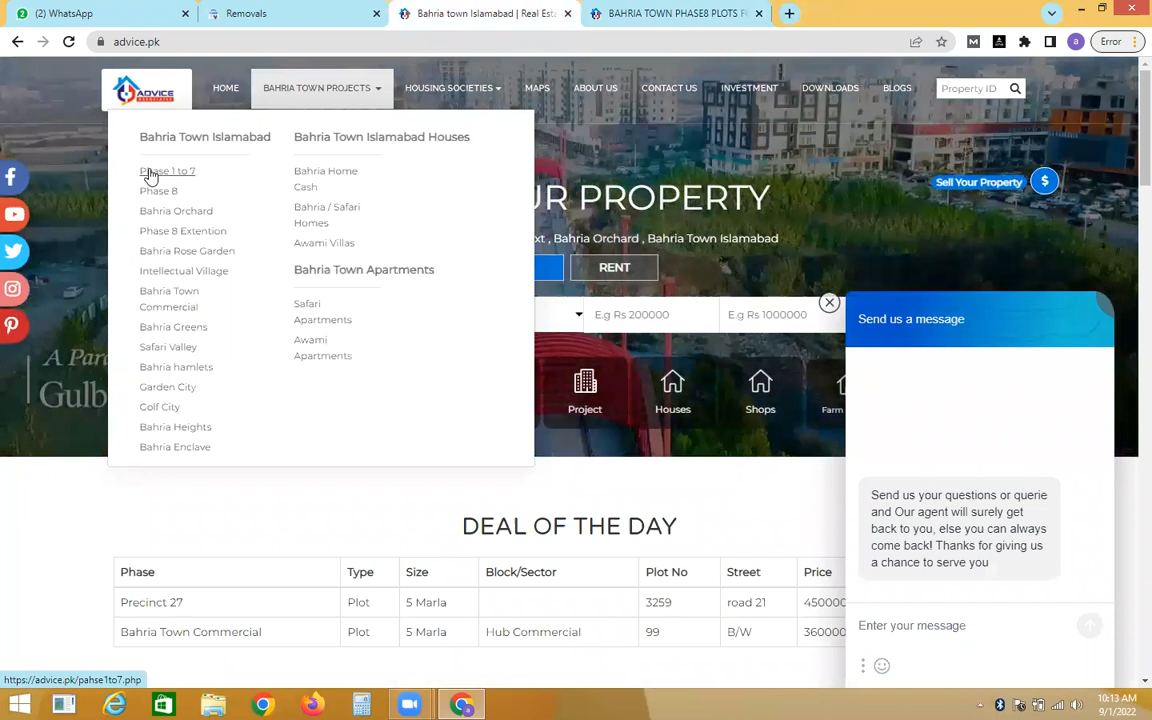 (2) WhatsApp
Removals
Bahria town Islamabad | Real Esta
BAHRIA TOWN PHASE8 PLOTS F
advice.pk
Error
ADVICE
ASSOCIATES
HOME
BAHRIA TOWN PROJECTS
HOUSING SOCIETIES
MAPS
ABOUT US
CONTACT US
INVESTMENT
DOWNLOADS
BLOGS
Property ID
Bahria Town Islamabad
Phase 1 to 7
Phase 8
Bahria Orchard
Phase 8 Extention
Bahria Rose Garden
Intellectual Village
Bahria Town
Commercial
Bahria Greens
Safari Valley
Bahria hamlets
Garden City
Golf City
Bahria Heights
Bahria Enclave
Bahria Town Islamabad Houses
Bahria Home
Cash
Bahria / Safari
Homes
Awami Villas
Bahria Town Apartments
Safari
Apartments
Awami
Apartments
Sell Your Property
$
UR PROPERTY
xt , Bahria Orchard , Bahria Town Islamabad
RENT
E.g Rs 200000
E.g Rs 1000000
A Para
Gulb
Project
Houses
Shops
Farm
Send us a message
Send us your questions or querie
and Our agent will surely get
back to you, else you can always
come back! Thanks for giving us
a chance to serve you
Enter your message
DEAL OF THE DAY
Phase Type Size Block/Sector Plot No Street Price
Precinct 27 Plot 5 Marla 3259 road 21 450000
Bahria Town Commercial Plot 5 Marla Hub Commercial 99 B/W 360000
https://advice.pk/pahse1to7.php
10:13 AM
9/1/2022